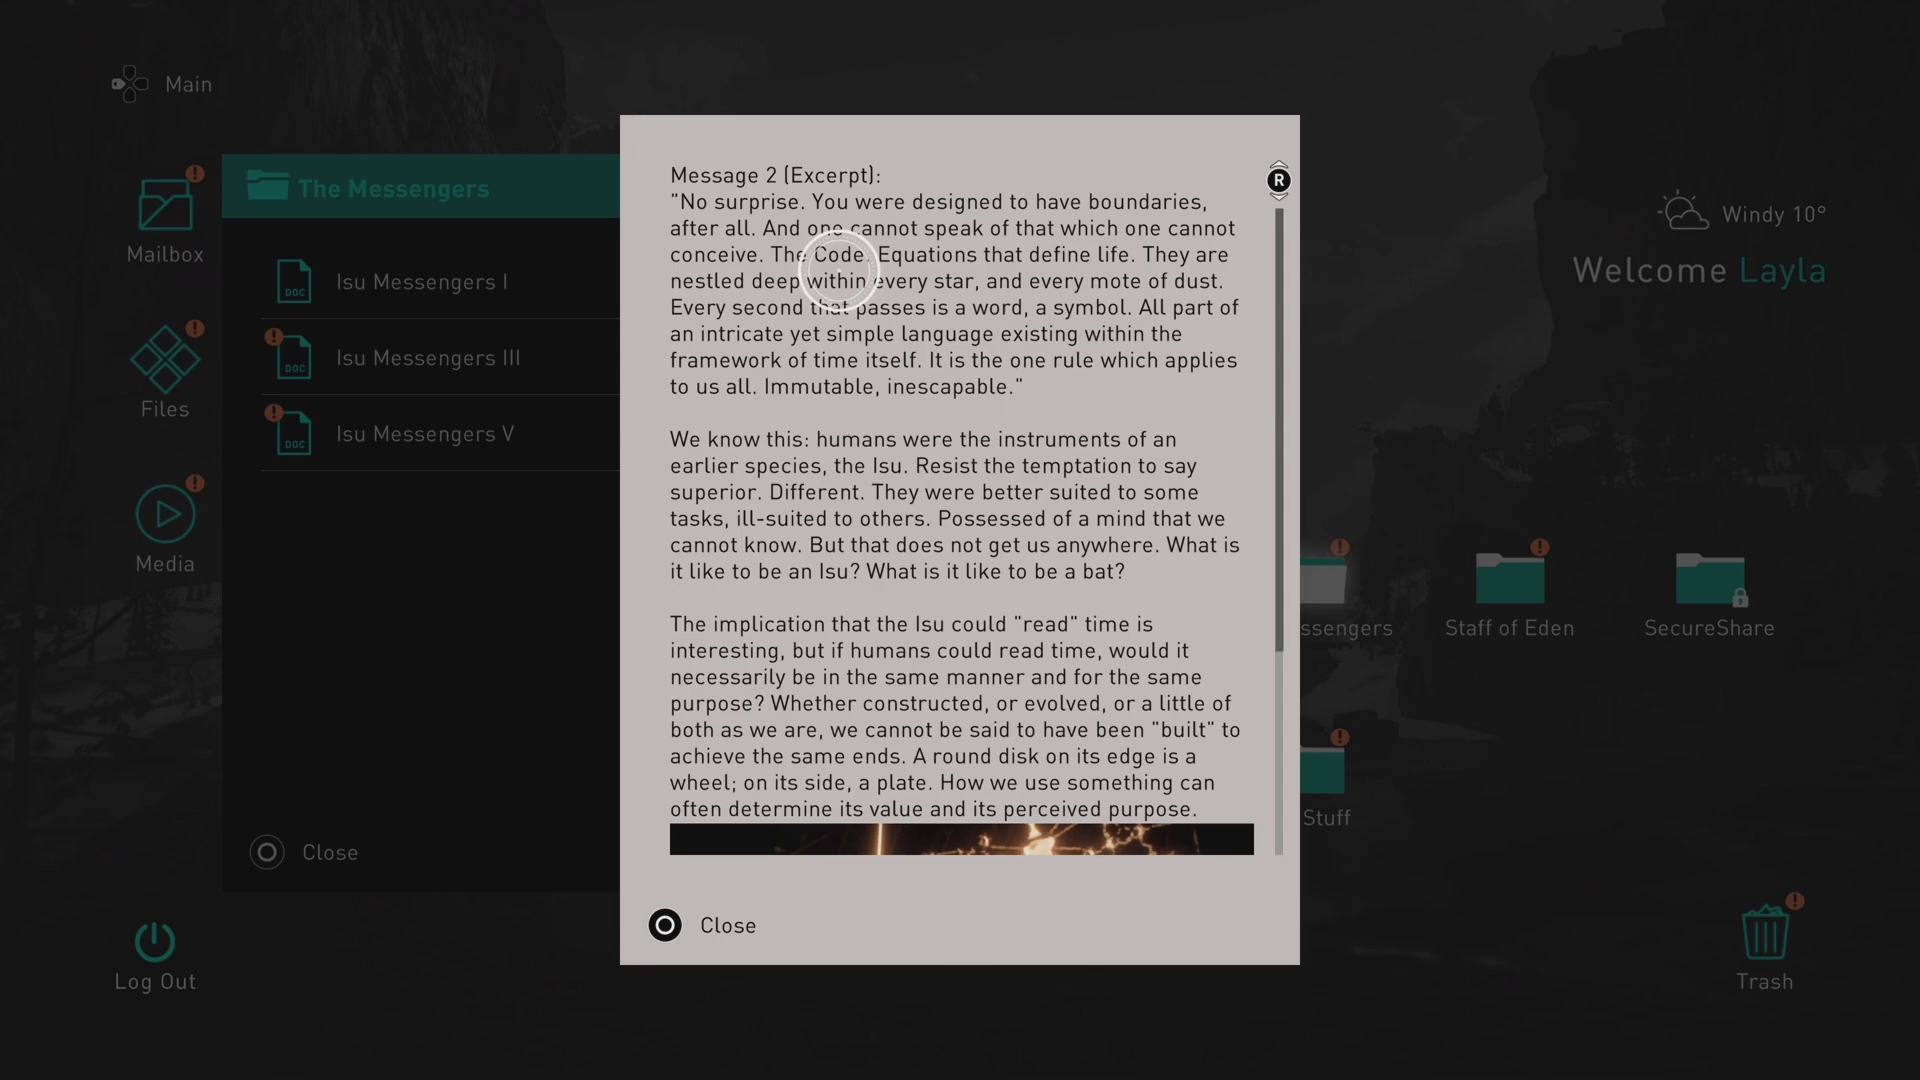 Main
Mailbox
Files
Media
Log Out
The Messengers
Isu Messengers I
DOC
Isu Messengers III
DOC
Isu Messengers V
DOC
Close
Message 2 (Excerpt):
"No surprise. You were designed to have boundaries,
after all. And one cannot speak of that which one cannot
conceive. The Code. Equations that define life. They are
nestled deep within every star, and every mote of dust.
Every second that passes is a word, a symbol. All part of
an intricate yet simple language existing within the
framework of time itself. It is the one rule which applies
to us all. Immutable, inescapable."
We know this: humans were the instruments of an
earlier species, the Isu. Resist the temptation to say
superior. Different. They were better suited to some
tasks, ill-suited to others. Possessed of a mind that we
cannot know. But that does not get us anywhere. What is
it like to be an Isu? What is it like to be a bat?
The implication that the Isu could "read" time is
interesting, but if humans could read time, would it
necessarily be in the same manner and for the same
purpose? Whether constructed, or evolved, or a little of
both as we are, we cannot be said to have been "built" to
achieve the same ends. A round disk on its edge is a
wheel; on its side, a plate. How we use something can
often determine its value and its perceived purpose.
R
Close
Windy 10°
Welcome Layla
ssengers
Staff of Eden
SecureShare
Stuff
Trash